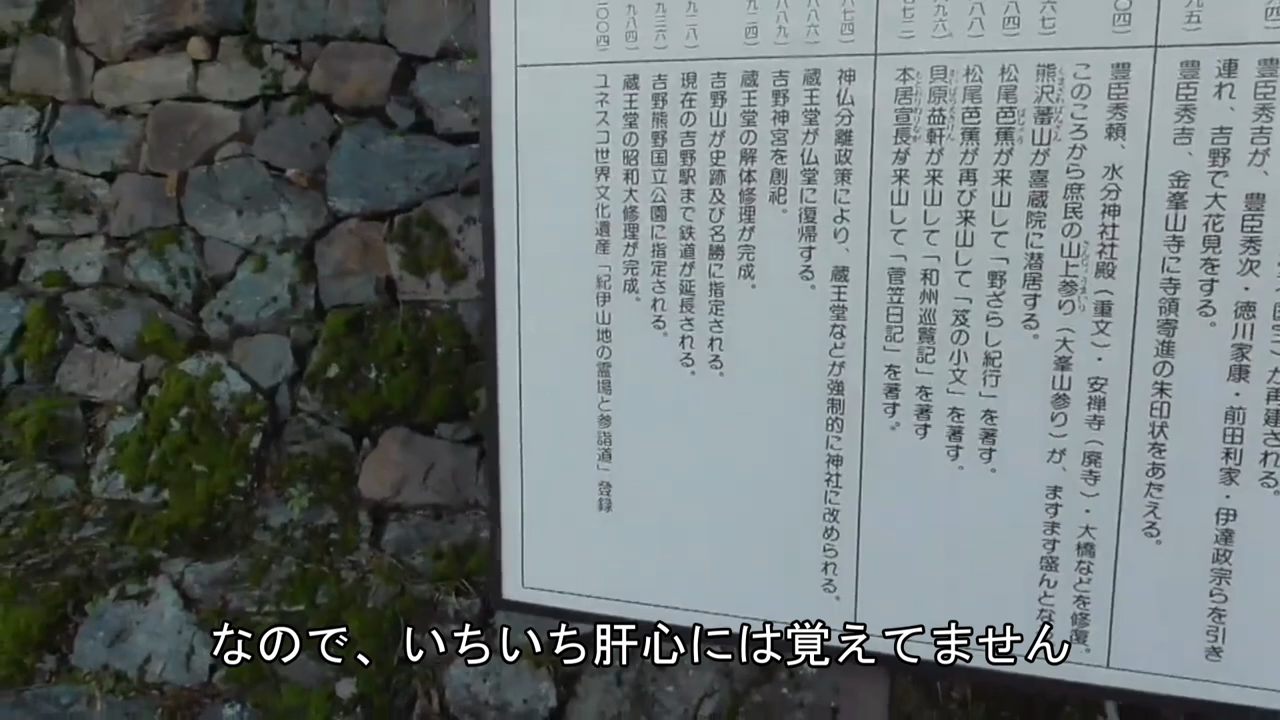 豊臣秀吉が、豊臣秀次・徳川家康・前田利家・伊達政宗らを引き
連れ、吉野で大花見をする。
豊臣秀吉、金峯山寺に寺領寄進の朱印状をあたえる。
豊臣秀頼、水分神社社殿(重文)・安禅寺(廃寺)・大橋などを修復。
このころから庶民の山上参り(大峯山参り)が、ますます盛んとな
熊沢蕃山が喜蔵院に潜居する。
松尾芭蕉が来山して「野ざらし紀行」を著す。
松尾芭蕉が再び来山して「笈の小文」を著す。
貝原益軒が来山して「和州巡覧記」を著す
本居宣長が来山して「菅笠日記」を著す。
神仏分離政策により、蔵王堂などが強制的に神社に改められる。
蔵王堂が仏堂に復帰する。
吉野神宮を創祀。
蔵王堂の解体修理が完成。
吉野山が史跡及び名勝に指定される。
現在の吉野駅まで鉄道が延長される。
吉野熊野国立公園に指定される。
蔵王堂の昭和大修理が完成。
ユネスコ世界文化遺産「紀伊山地の霊場と参詣道」登録
なので、いちいち肝心には覚えてません